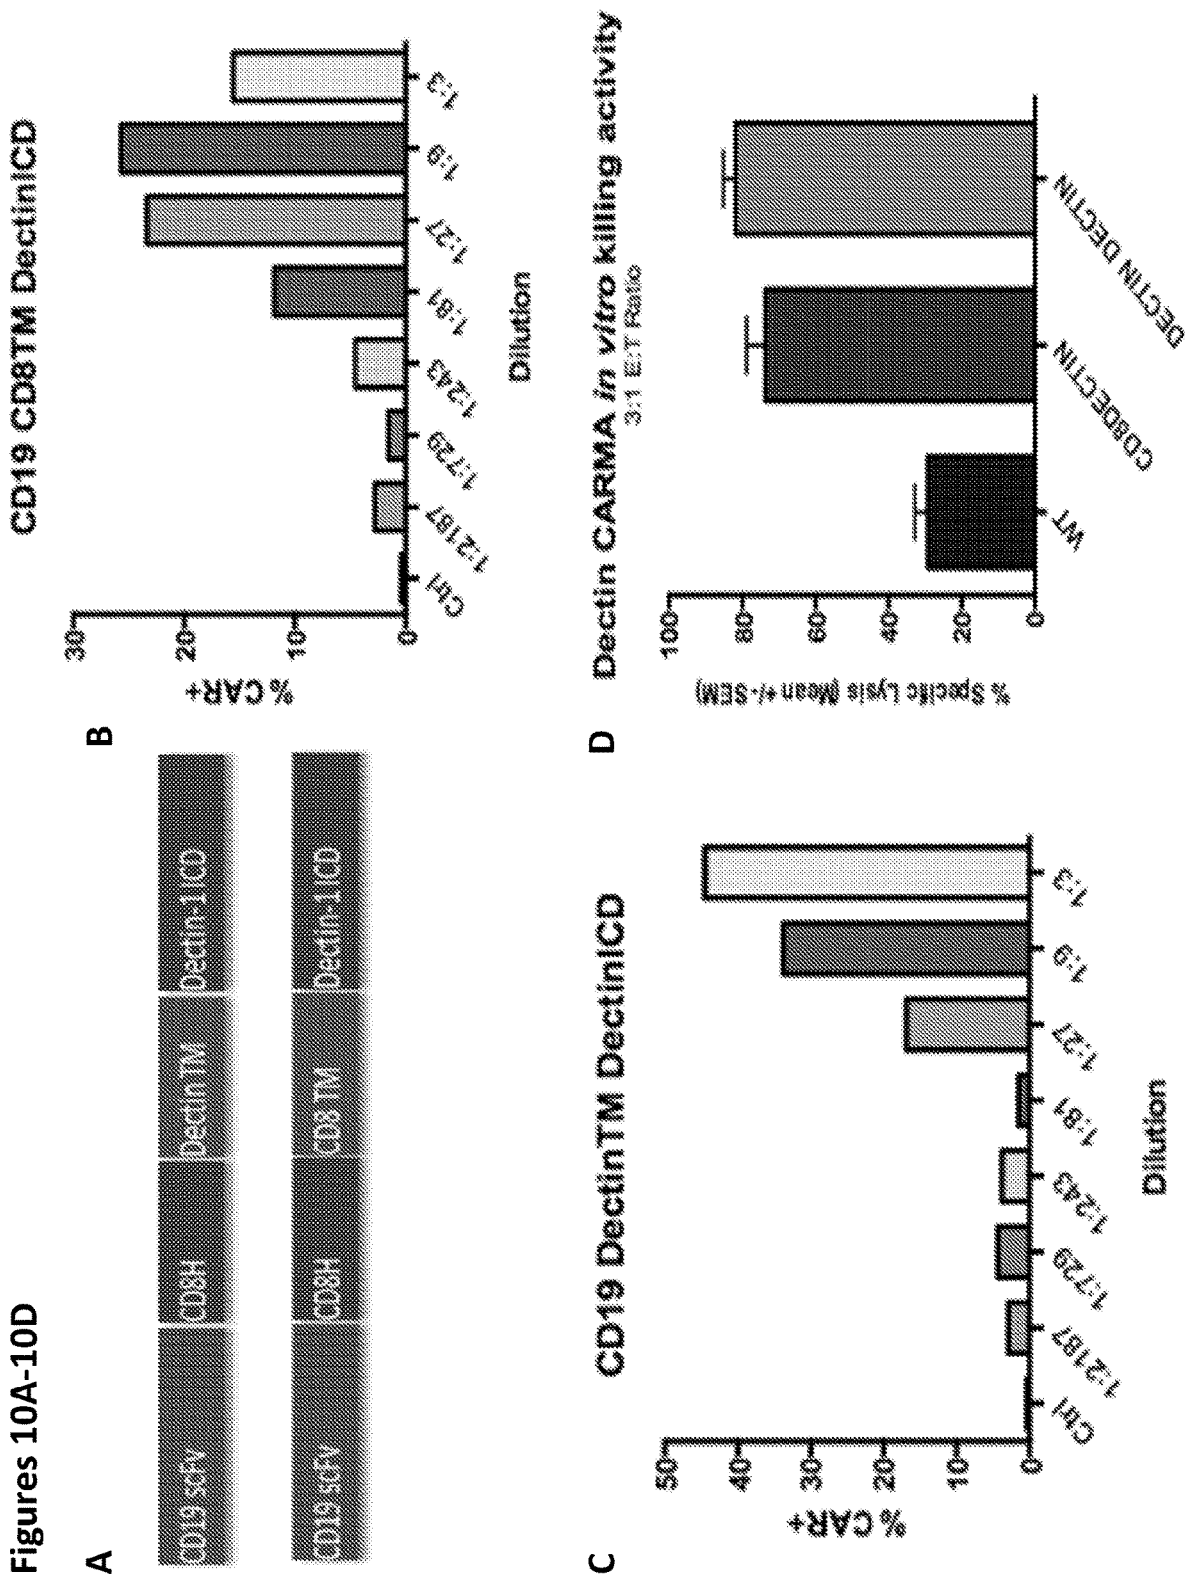 Figures 10A-10D
A
CD19 scFv CD8H Dectin TM Dectin-1 ICD
CD19 scFv CD8H CD8 TM Dectin-1 ICD
B
CD19 CD8TM DectinICD
% CAR+
30
20
10
0
Ctrl 1:2187 1:729 1:243 1:81 1:27 1:9 1:3
Dilution
C
CD19 DectinTM DectinICD
% CAR+
50
40
30
20
10
0
Ctrl 1:2187 1:729 1:243 1:81 1:27 1:9 1:3
Dilution
D
Dectin CARMA in vitro killing activity
3:1 E:T Ratio
% Specific Lysis (Mean +/-SEM)
100
80
60
40
20
0
WT CD8DECTIN DECTIN DECTIN